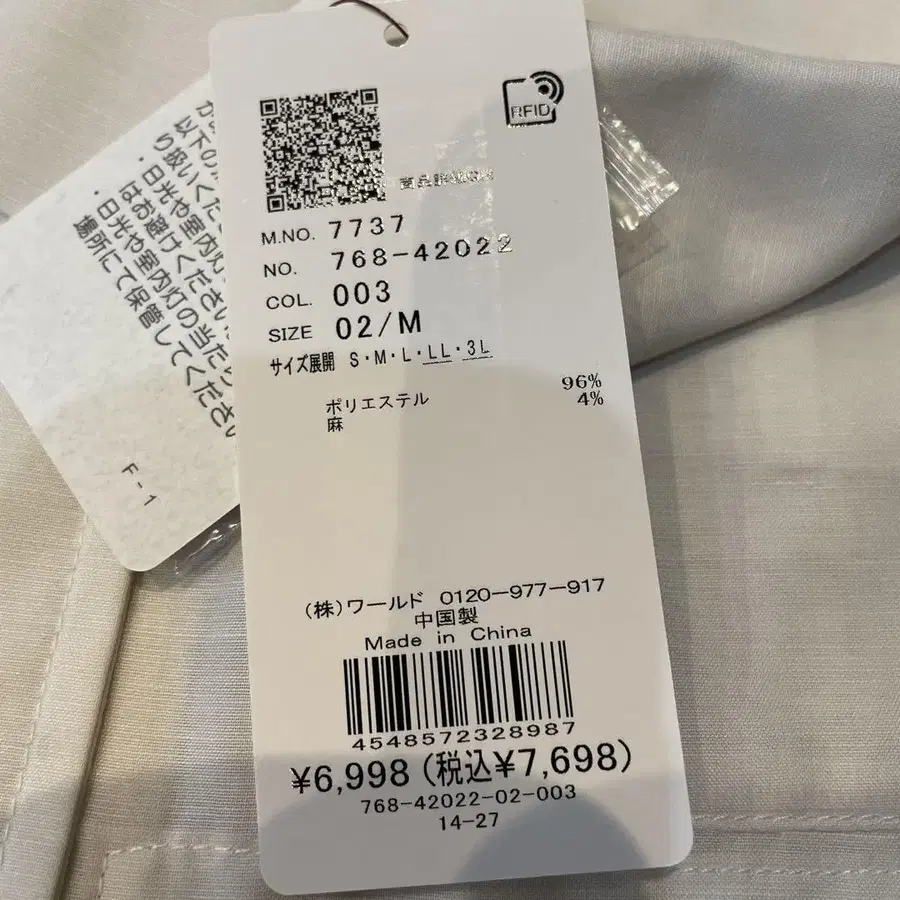 RFID
M.NO. 7737
NO. 768-42022
COL. 003
SIZE 02/M
サイズ展開 S・M・L・LL・3L
ポリエステル 96%
麻 4%
(株)ワールド 0120-977-917
中国製
Made in China
4548572328987
¥6,998(税込¥7,698)
768-42022-02-003
14-27
以下の
り扱いくだ
・日光や室内灯
はお避けくださ
・日光や室内灯の当たり
場所にて保管してくださ
F-1